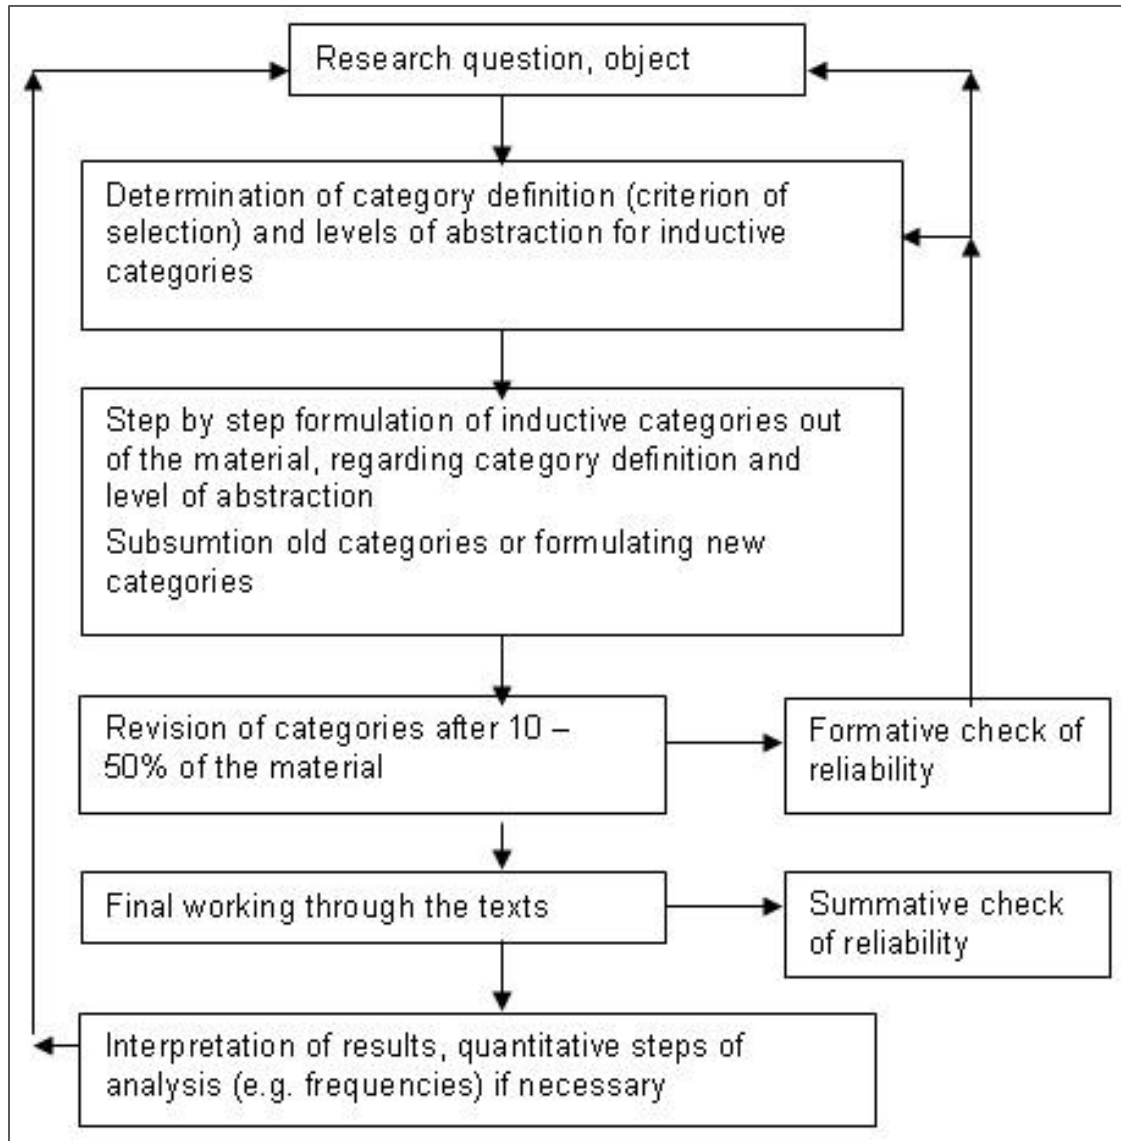 Research question, object
Determination of category definition (criterion of
selection) and levels of abstraction for inductive
categories
Step by step formulation of inductive categories out
of the material, regarding category definition and
level of abstraction
Subsumtion old categories or formulating new
categories
Revision of categories after 10 –
50% of the material
Formative check of
reliability
Final working through the texts
Summative check
of reliability
Interpretation of results, quantitative steps of
analysis (e.g. frequencies) if necessary